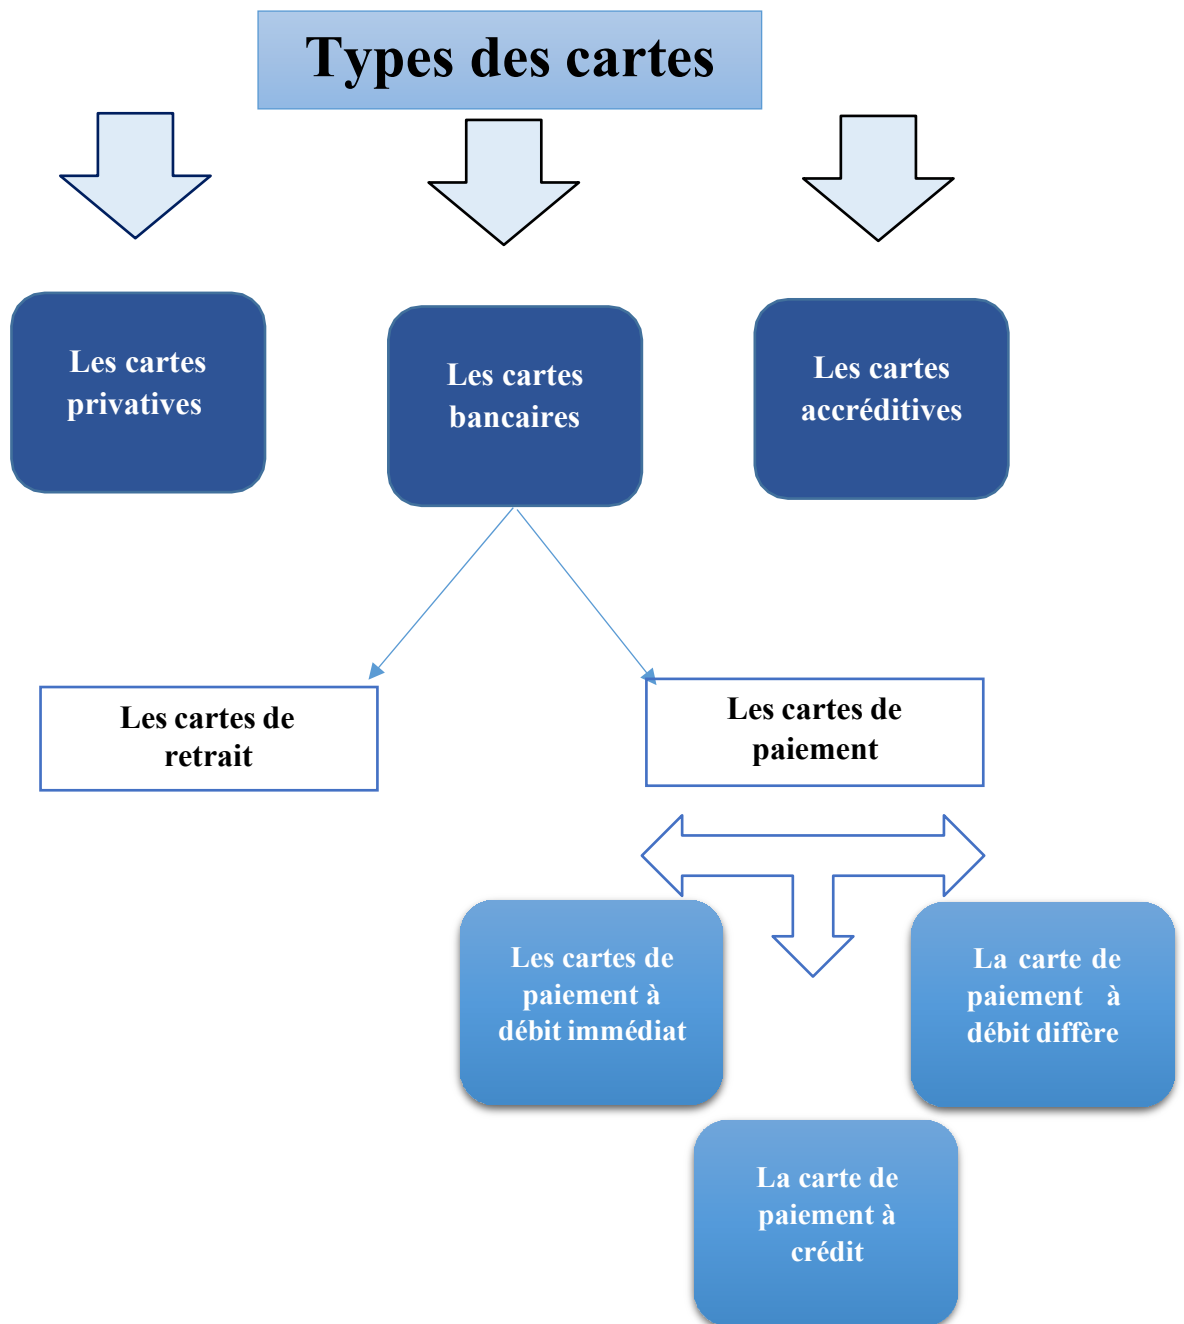 Types des cartes
Les cartes
privatives
Les cartes
bancaires
Les cartes
accréditives
Les cartes de
retrait
Les cartes de
paiement
Les cartes de
paiement à
débit immédiat
La carte de
paiement à
débit diffère
La carte de
paiement à
crédit